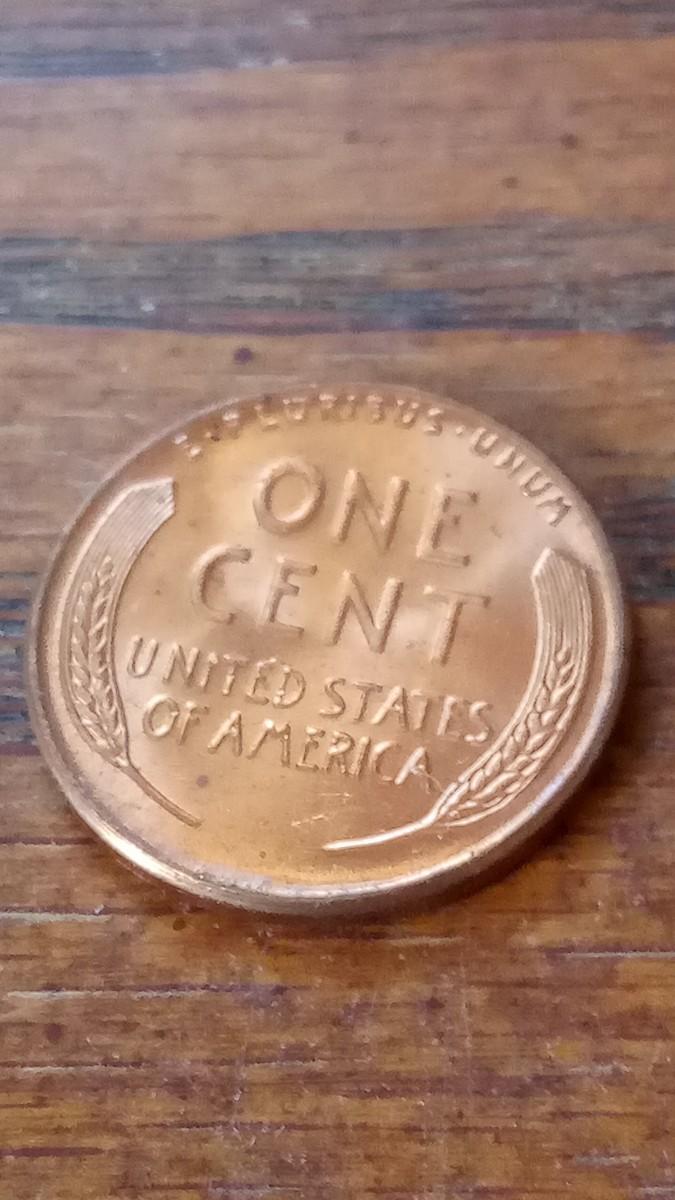 E·PLURIBUS·UNUM
ONE
CENT
UNITED STATES
OF AMERICA